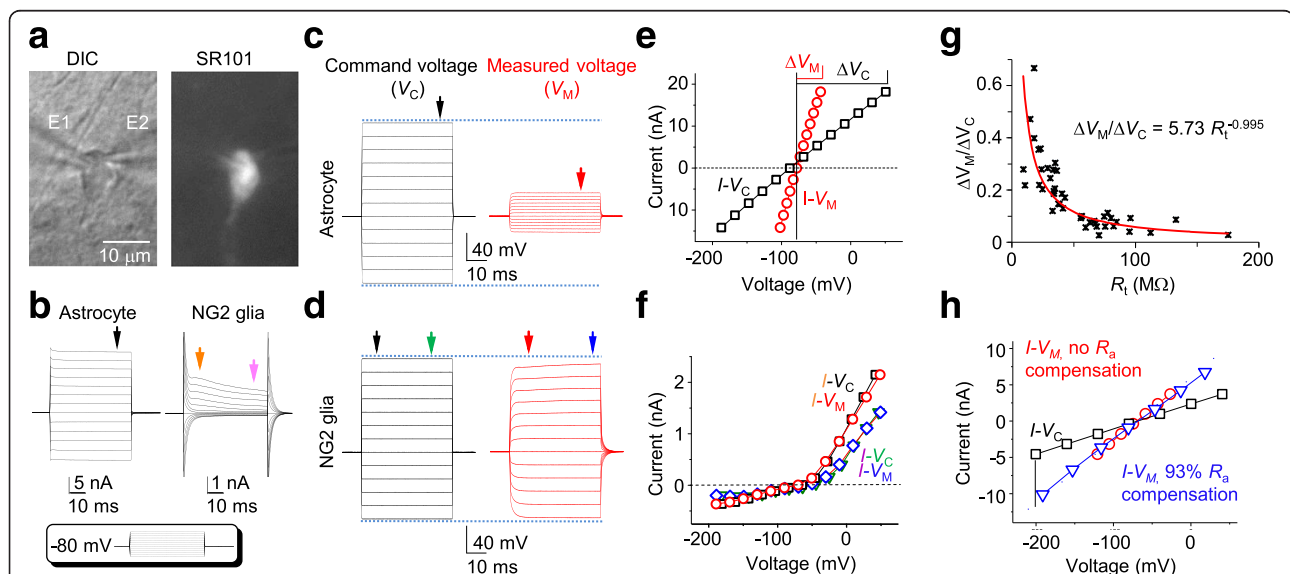 a
DIC
SR101
E1
E2
10 μm
b
Astrocyte
NG2 glia
5 nA
10 ms
1 nA
10 ms
-80 mV
c
Command voltage
(VC)
Measured voltage
(VM)
Astrocyte
40 mV
10 ms
d
NG2 glia
40 mV
10 ms
e
ΔVM
ΔVC
20
10
0
10
Current (nA)
I-VC
I-VM
-200
-100
0
Voltage (mV)
f
2
1
0
Current (nA)
I-VC
I-VM
I-VC
I-VM
-200
-100
0
Voltage (mV)
g
0.6
0.4
0.2
0
ΔVM/ΔVC
ΔVM/ΔVC = 5.73 Rt-0.995
0
50
100
150
200
Rt (MΩ)
h
10
5
0
-5
-10
Current (nA)
I-VM, no Ra
compensation
I-VC
I-VM, 93% Ra
compensation
-200
-100
0
Voltage (mV)